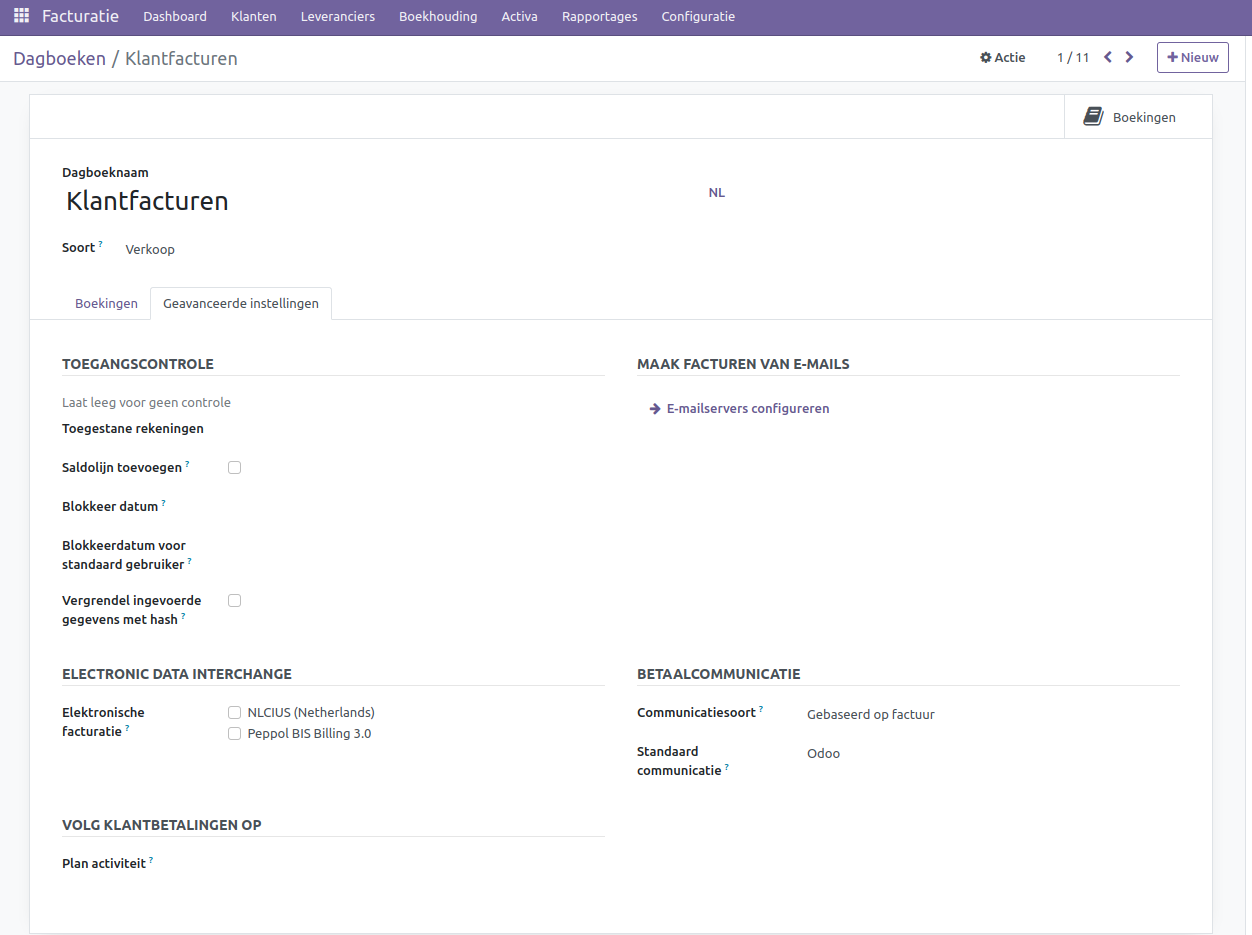 Facturatie Dashboard Klanten Leveranciers Boekhouding Activa Rapportages Configuratie
Dagboeken / Klantfacturen Actie 1 / 11 Nieuw
Boekingen
Dagboeknaam
Klantfacturen NL
Soort ? Verkoop
Boekingen Geavanceerde instellingen
TOEGANGSCONTROLE
Laat leeg voor geen controle
Toegestane rekeningen
Saldolijn toevoegen ?
Blokkeer datum ?
Blokkeerdatum voor
standaard gebruiker ?
Vergrendel ingevoerde
gegevens met hash ?
MAAK FACTUREN VAN E-MAILS
E-mailservers configureren
ELECTRONIC DATA INTERCHANGE
Elektronische
facturatie ?
NLCIUS (Netherlands)
Peppol BIS Billing 3.0
BETAALCOMMUNICATIE
Communicatiesoort ? Gebaseerd op factuur
Standaard
communicatie ?
Odoo
VOLG KLANTBETALINGEN OP
Plan activiteit ?